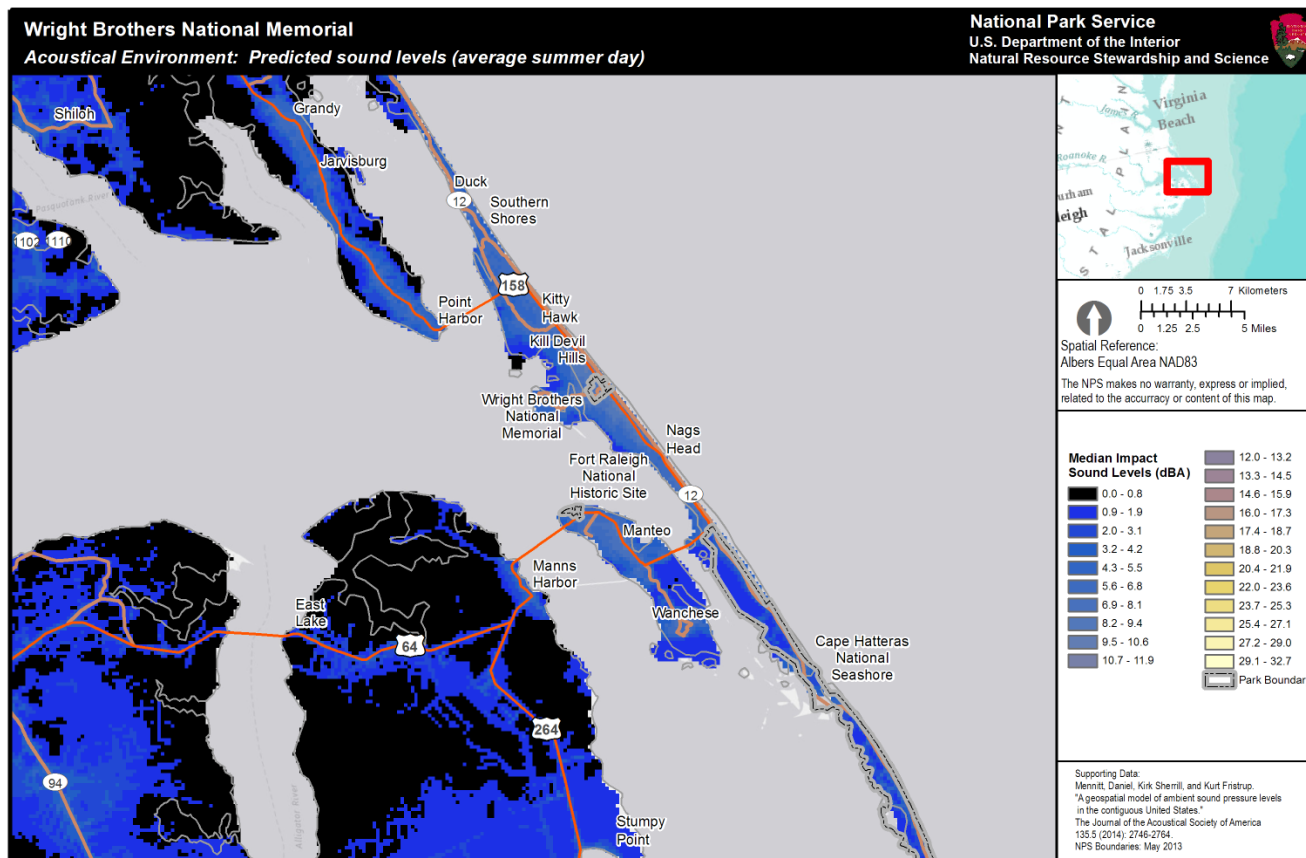 Wright Brothers National Memorial
Acoustical Environment: Predicted sound levels (average summer day)
National Park Service
U.S. Department of the Interior
Natural Resource Stewardship and Science
Shiloh
Grandy
Jarvisburg
Pasquotank River
1102
1110
Duck
12
Southern
Shores
158
Point
Harbor
Kitty
Hawk
Kill Devil
Hills
Wright Brothers
National
Memorial
Nags
Head
Fort Raleigh
National
Historic Site
12
Manteo
Manns
Harbor
Wanchese
East
Lake
64
Cape Hatteras
National
Seashore
264
94
Alligator River
Stumpy
Point
Virginia
Beach
James R
Roanoke R.
urham
leigh
Jacksonville
S T A L P L A I N
0 1.75 3.5 7 Kilometers
0 1.25 2.5 5 Miles
Spatial Reference:
Albers Equal Area NAD83
The NPS makes no warranty, express or implied,
related to the accurracy or content of this map.
Median Impact
Sound Levels (dBA)
0.0 - 0.8
0.9 - 1.9
2.0 - 3.1
3.2 - 4.2
4.3 - 5.5
5.6 - 6.8
6.9 - 8.1
8.2 - 9.4
9.5 - 10.6
10.7 - 11.9
12.0 - 13.2
13.3 - 14.5
14.6 - 15.9
16.0 - 17.3
17.4 - 18.7
18.8 - 20.3
20.4 - 21.9
22.0 - 23.6
23.7 - 25.3
25.4 - 27.1
27.2 - 29.0
29.1 - 32.7
Park Boundar
Supporting Data:
Mennitt, Daniel, Kirk Sherrill, and Kurt Fristrup.
"A geospatial model of ambient sound pressure levels
in the contiguous United States."
The Journal of the Acoustical Society of America
135.5 (2014): 2746-2764.
NPS Boundaries: May 2013